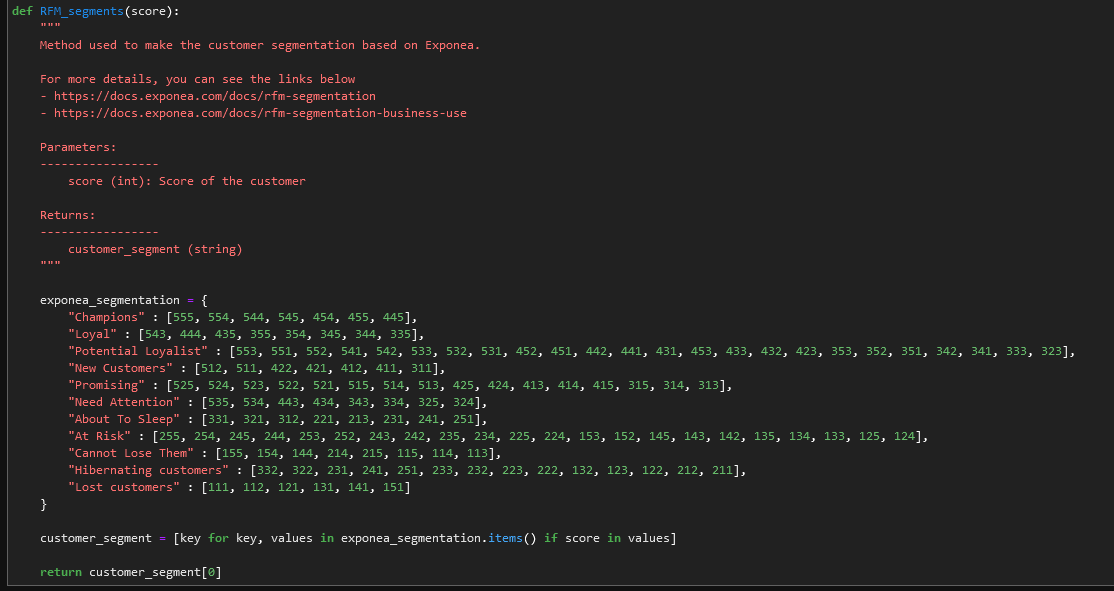 def RFM_segments(score):
    """
    Method used to make the customer segmentation based on Exponea.

    For more details, you can see the links below
    - https://docs.exponea.com/docs/rfm-segmentation
    - https://docs.exponea.com/docs/rfm-segmentation-business-use

    Parameters:
    -----------------
        score (int): Score of the customer

    Returns:
    -----------------
        customer_segment (string)
    """

    exponea_segmentation = {
        "Champions" : [555, 554, 544, 545, 454, 455, 445],
        "Loyal" : [543, 444, 435, 355, 354, 345, 344, 335],
        "Potential Loyalist" : [553, 551, 552, 541, 542, 533, 532, 531, 452, 451, 442, 441, 431, 453, 433, 432, 423, 353, 352, 351, 342, 341, 333, 323],
        "New Customers" : [512, 511, 422, 421, 412, 411, 311],
        "Promising" : [525, 524, 523, 522, 521, 515, 514, 513, 425, 424, 413, 414, 415, 315, 314, 313],
        "Need Attention" : [535, 534, 443, 434, 343, 334, 325, 324],
        "About To Sleep" : [331, 321, 312, 221, 213, 231, 241, 251],
        "At Risk" : [255, 254, 245, 244, 253, 252, 243, 242, 235, 234, 225, 224, 153, 152, 145, 143, 142, 135, 134, 133, 125, 124],
        "Cannot Lose Them" : [155, 154, 144, 214, 215, 115, 114, 113],
        "Hibernating customers" : [332, 322, 231, 241, 251, 233, 232, 223, 222, 132, 123, 122, 212, 211],
        "Lost customers" : [111, 112, 121, 131, 141, 151]
    }

    customer_segment = [key for key, values in exponea_segmentation.items() if score in values]

    return customer_segment[0]